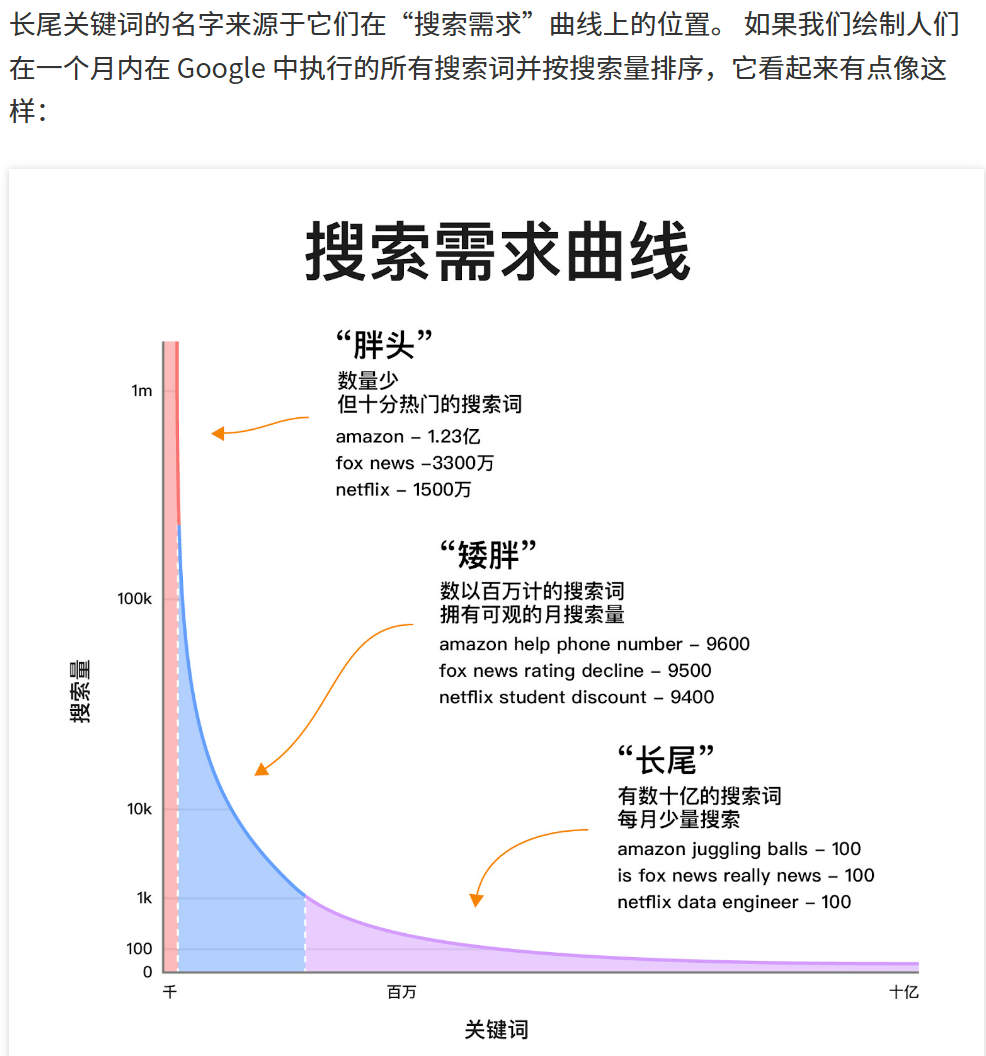 长尾关键词的名字来源于它们在“搜索需求”曲线上的位置。 如果我们绘制人们
在一个月内在 Google 中执行的所有搜索词并按搜索量排序，它看起来有点像这
样：
搜索需求曲线
“胖头”
数量少
但十分热门的搜索词
amazon – 1.23亿
fox news –3300万
netflix – 1500万
“矮胖”
数以百万计的搜索词
拥有可观的月搜索量
amazon help phone number – 9600
fox news rating decline – 9500
netflix student discount – 9400
“长尾”
有数十亿的搜索词
每月少量搜索
amazon juggling balls – 100
is fox news really news – 100
netflix data engineer – 100
搜索量
1m
100k
10k
1k
100
0
千
百万
十亿
关键词